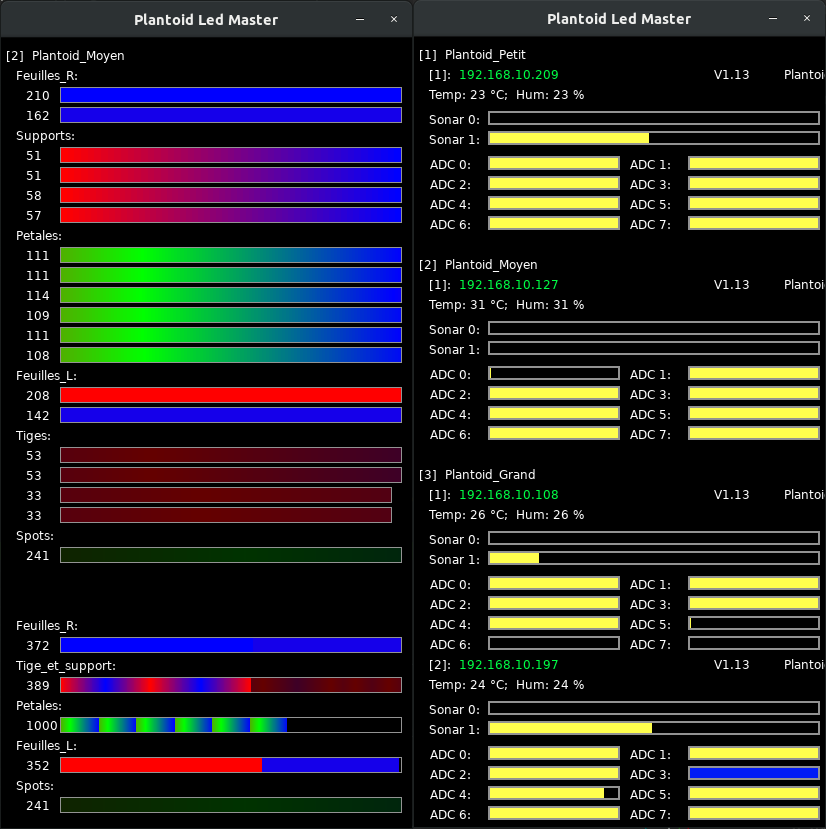 Plantoid Led Master
[2] Plantoid_Moyen
Feuilles_R:
210
162
Supports:
51
51
58
57
Petales:
111
111
114
109
111
108
Feuilles_L:
208
142
Tiges:
53
53
33
33
Spots:
241
Feuilles_R:
372
Tige_et_support:
389
Petales:
1000
Feuilles_L:
352
Spots:
241
Plantoid Led Master
[1] Plantoid_Petit
[1]: 192.168.10.209 V1.13 Plantoi
Temp: 23 °C; Hum: 23 %
Sonar 0:
Sonar 1:
ADC 0: ADC 1:
ADC 2: ADC 3:
ADC 4: ADC 5:
ADC 6: ADC 7:
[2] Plantoid_Moyen
[1]: 192.168.10.127 V1.13 Plantoi
Temp: 31 °C; Hum: 31 %
Sonar 0:
Sonar 1:
ADC 0: ADC 1:
ADC 2: ADC 3:
ADC 4: ADC 5:
ADC 6: ADC 7:
[3] Plantoid_Grand
[1]: 192.168.10.108 V1.13 Plantoi
Temp: 26 °C; Hum: 26 %
Sonar 0:
Sonar 1:
ADC 0: ADC 1:
ADC 2: ADC 3:
ADC 4: ADC 5:
ADC 6: ADC 7:
[2]: 192.168.10.197 V1.13 Plantoi
Temp: 24 °C; Hum: 24 %
Sonar 0:
Sonar 1:
ADC 0: ADC 1:
ADC 2: ADC 3:
ADC 4: ADC 5:
ADC 6: ADC 7: